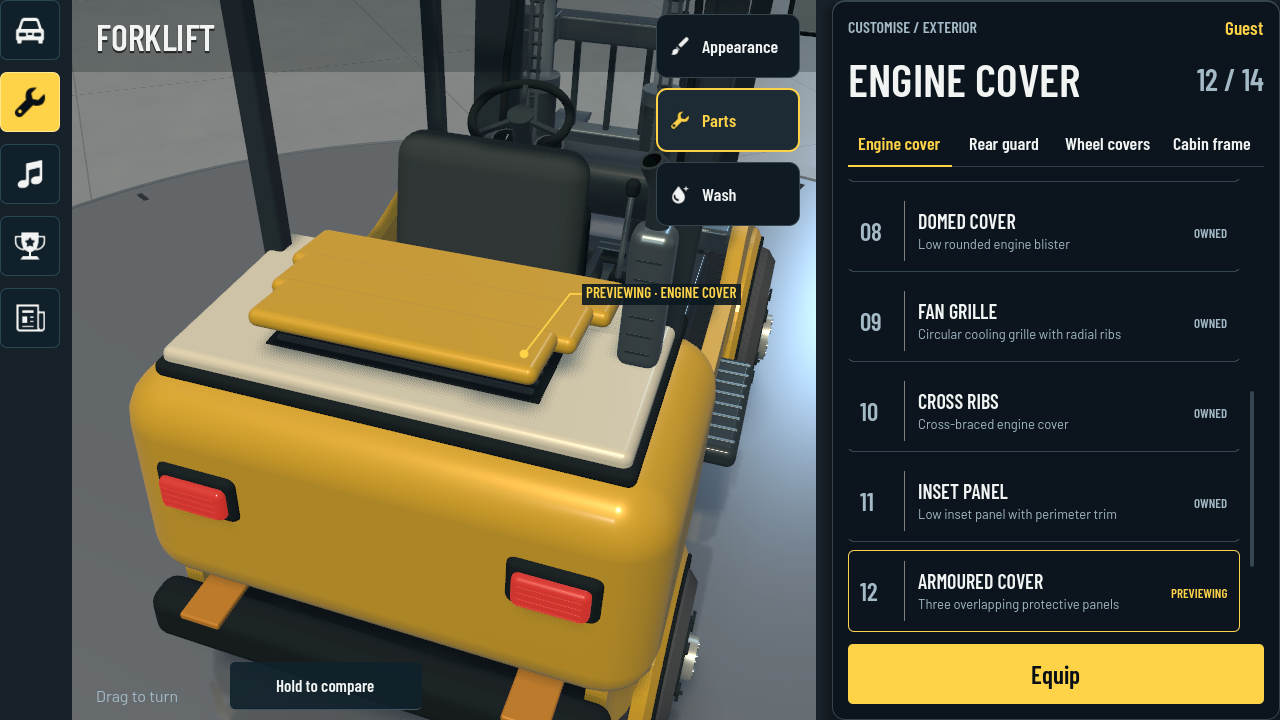 FORKLIFT
Appearance
Parts
Wash
PREVIEWING · ENGINE COVER
Drag to turn
Hold to compare
CUSTOMISE / EXTERIOR
Guest
ENGINE COVER
12 / 14
Engine cover
Rear guard
Wheel covers
Cabin frame
08
DOMED COVER
Low rounded engine blister
OWNED
09
FAN GRILLE
Circular cooling grille with radial ribs
OWNED
10
CROSS RIBS
Cross-braced engine cover
OWNED
11
INSET PANEL
Low inset panel with perimeter trim
OWNED
12
ARMOURED COVER
Three overlapping protective panels
PREVIEWING
Equip